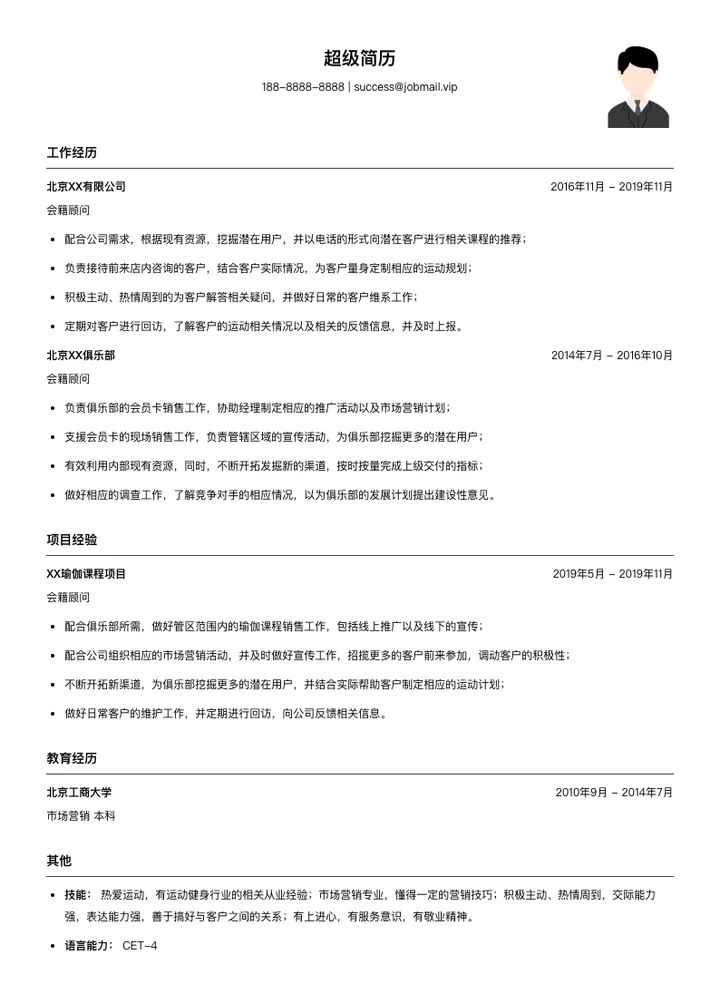 超级简历
188-8888-8888 | success@jobmail.vip
工作经历
北京XX有限公司 2016年11月 – 2019年11月
会籍顾问
• 配合公司需求，根据现有资源，挖掘潜在用户，并以电话的形式向潜在客户进行相关课程的推荐；
• 负责接待前来店内咨询的客户，结合客户实际情况，为客户量身定制相应的运动规划；
• 积极主动、热情周到的为客户解答相关疑问，并做好日常的客户维系工作；
• 定期对客户进行回访，了解客户的运动相关情况以及相关的反馈信息，并及时上报。
北京XX俱乐部 2014年7月 – 2016年10月
会籍顾问
• 负责俱乐部的会员卡销售工作，协助经理制定相应的推广活动以及市场营销计划；
• 支援会员卡的现场销售工作，负责管辖区域的宣传活动，为俱乐部挖掘更多的潜在用户；
• 有效利用内部现有资源，同时，不断开拓发掘新的渠道，按时按量完成上级交付的指标；
• 做好相应的调查工作，了解竞争对手的相应情况，以为俱乐部的发展计划提出建设性意见。
项目经验
XX瑜伽课程项目 2019年5月 – 2019年11月
会籍顾问
• 配合俱乐部所需，做好管区范围内的瑜伽课程销售工作，包括线上推广以及线下的宣传；
• 配合公司组织相应的市场营销活动，并及时做好宣传工作，招揽更多的客户前来参加，调动客户的积极性；
• 不断开拓新渠道，为俱乐部挖掘更多的潜在用户，并结合实际帮助客户制定相应的运动计划；
• 做好日常客户的维护工作，并定期进行回访，向公司反馈相关信息。
教育经历
北京工商大学 2010年9月 – 2014年7月
市场营销 本科
其他
• 技能： 热爱运动，有运动健身行业的相关从业经验；市场营销专业，懂得一定的营销技巧；积极主动、热情周到，交际能力
强，表达能力强，善于搞好与客户之间的关系；有上进心，有服务意识，有敬业精神。
• 语言能力： CET-4